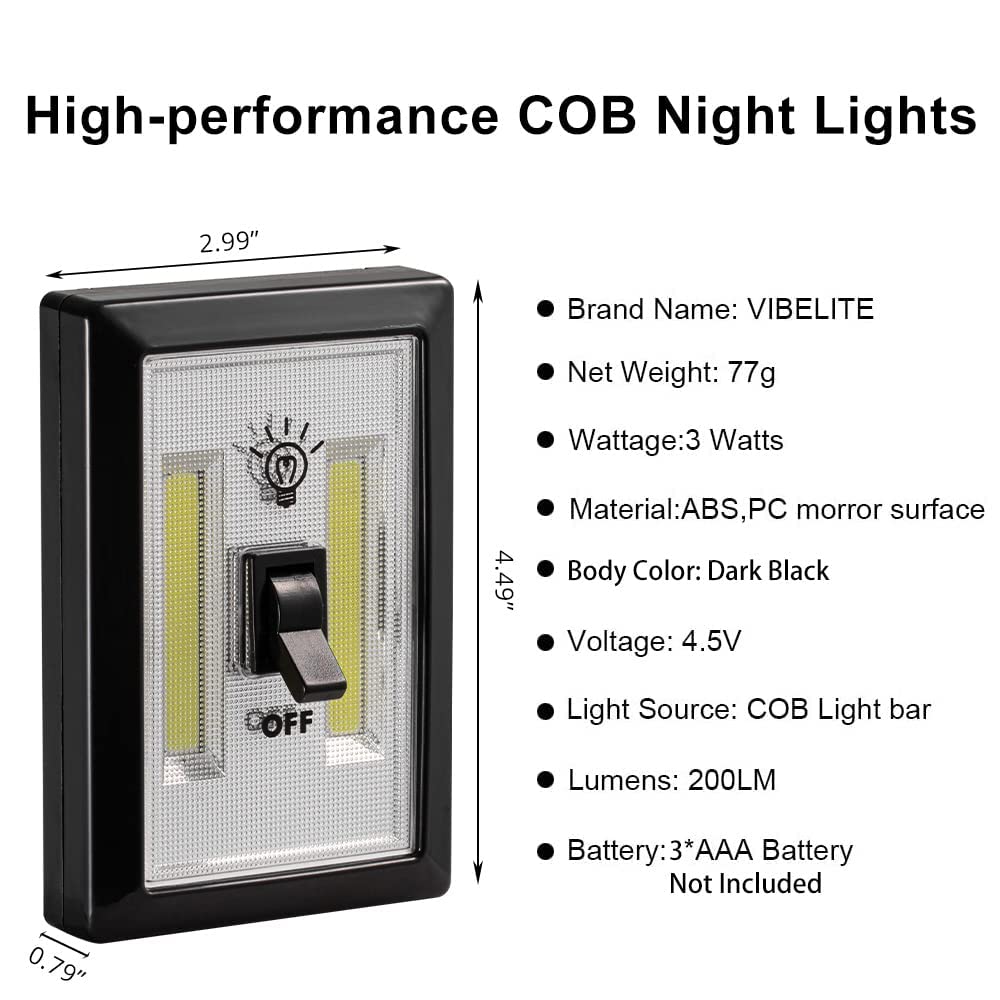 High-performance COB Night Lights
2.99”
4.49”
0.79”
OFF
Brand Name: VIBELITE
Net Weight: 77g
Wattage:3 Watts
Material:ABS,PC morror surface
Body Color: Dark Black
Voltage: 4.5V
Light Source: COB Light bar
Lumens: 200LM
Battery:3*AAA Battery
Not Included